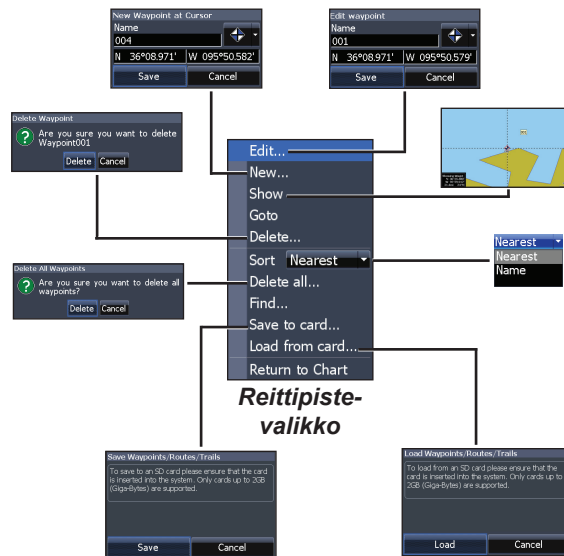 New Waypoint at Cursor
Name
004
N 36°08.971' W 095°50.582'
Save Cancel
Edit waypoint
Name
001
N 36°08.971' W 095°50.579'
Save Cancel
Delete Waypoint
Are you sure you want to delete
Waypoint001
Delete Cancel
Edit...
New...
Show
Goto
Delete...
Sort Nearest
Delete all...
Find...
Save to card...
Load from card...
Return to Chart
Nearest
Nearest
Name
Delete All Waypoints
Are you sure you want to delete all
waypoints?
Delete Cancel
Reittipiste-
valikko
Save Waypoints/Routes/Trails
To save to an SD card please ensure that the card
is inserted into the system. Only cards up to 2GB
(Giga-Bytes) are supported.
Save Cancel
Load Waypoints/Routes/Trails
To load from an SD card please ensure that the
card is inserted into the system. Only cards up to
2GB (Giga-Bytes) are supported.
Load Cancel